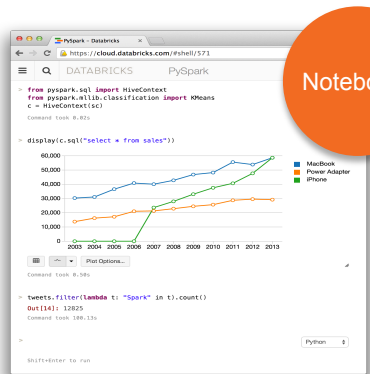 PySpark – Databricks
https://cloud.databricks.com/#shell/571
DATABRICKS PySpark
Notebo
> from pyspark.sql import HiveContext
from pyspark.mllib.classification import KMeans
c = HiveContext(sc)
Command took 0.02s
> display(c.sql("select * from sales"))
60,000
50,000
40,000
30,000
20,000
10,000
0
2003 2004 2005 2006 2007 2008 2009 2010 2011 2012 2013
MacBook
Power Adapter
iPhone
Plot Options...
Command took 0.50s
> tweets.filter(lambda t: "Spark" in t).count()
Out[14]: 12825
Command took 100.13s
>
Python
Shift+Enter to run